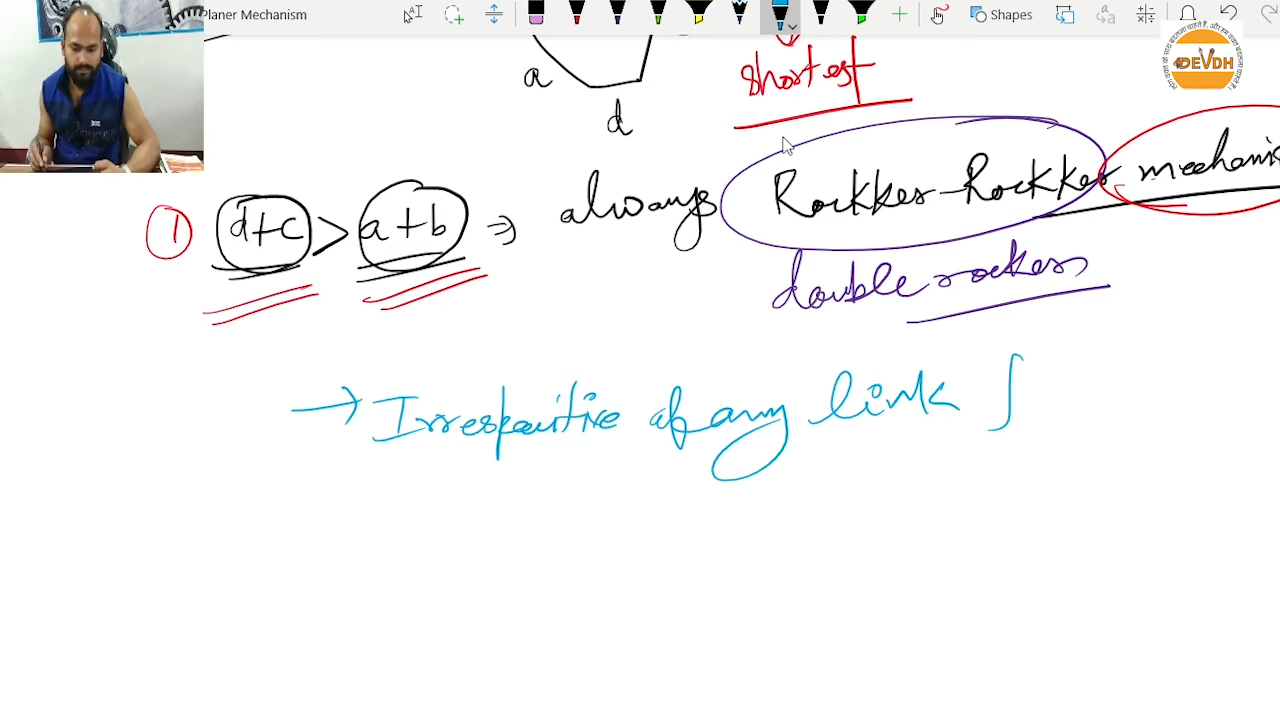 Planer Mechanism
Shapes
DEVDH
a
d
shortest
① d+c > a+b ⇒ always Rockker-Rockker mechanis
double rockers
→ Irrespective of any link f